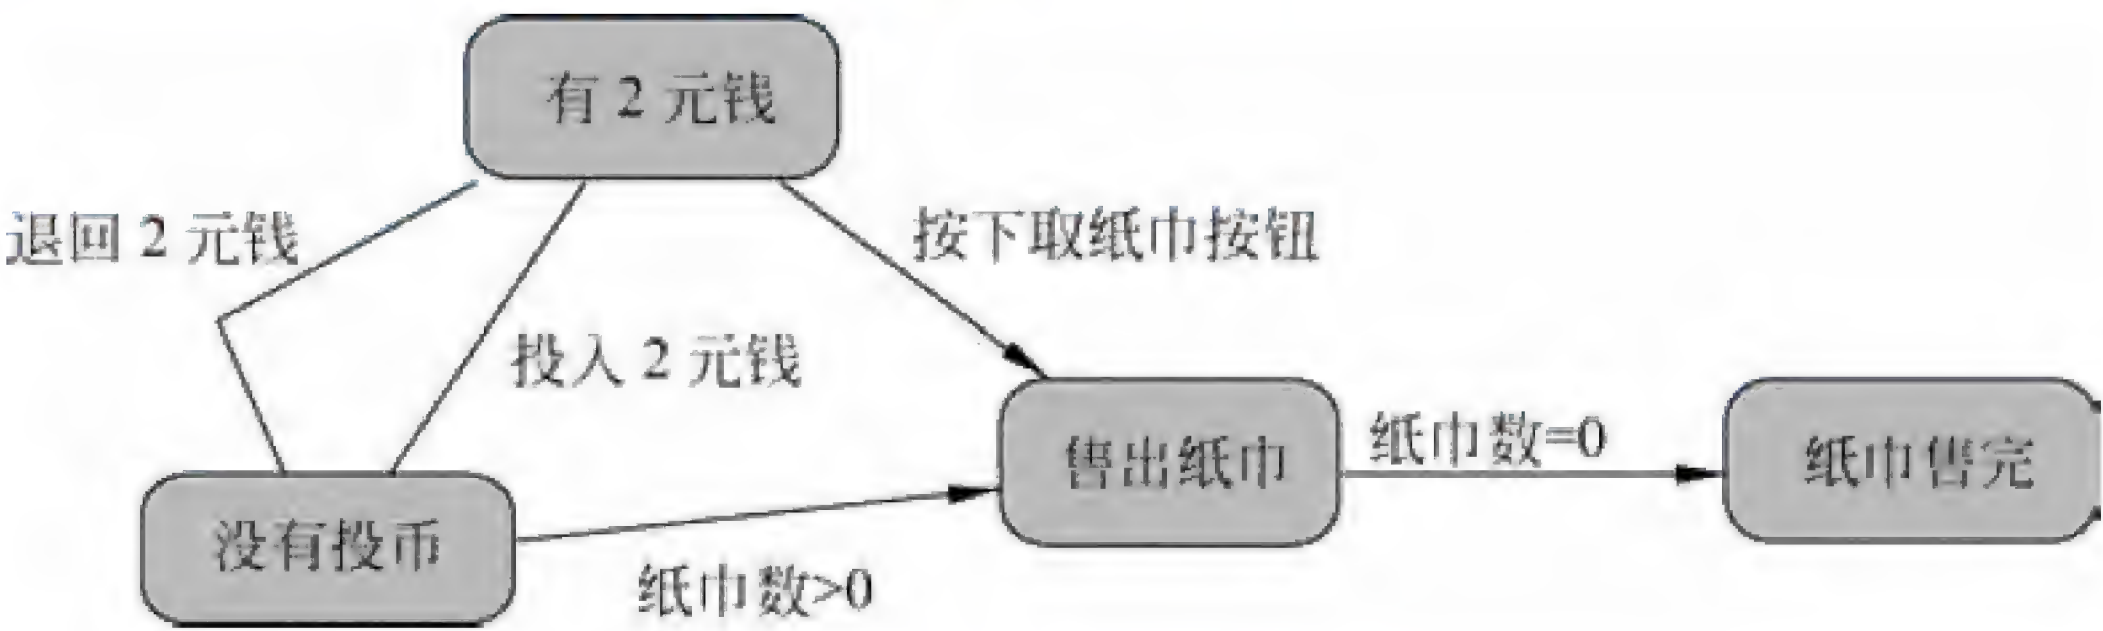 有2元钱
退回2元钱
按下取纸巾按钮
投入2元钱
售出纸巾
纸巾数=0
纸巾售完
没有投币
纸巾数>0